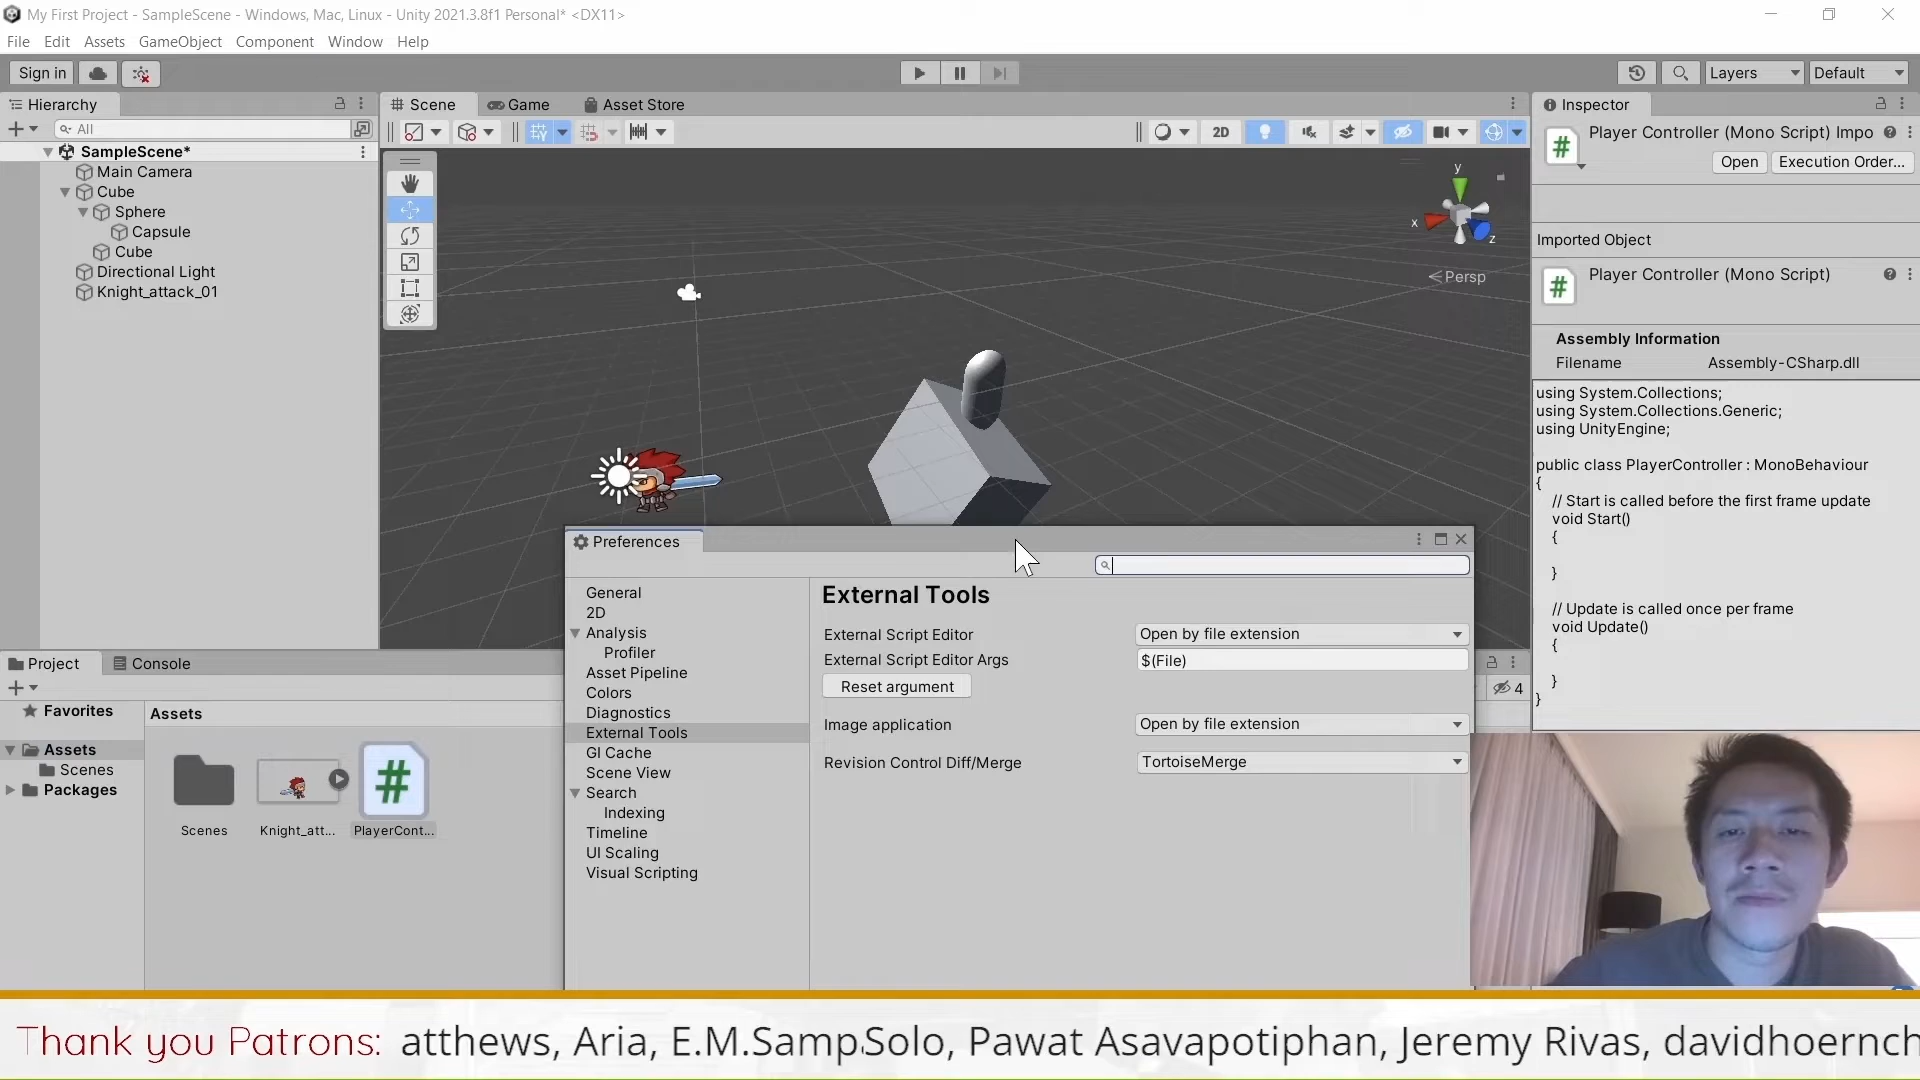 My First Project - SampleScene - Windows, Mac, Linux - Unity 2021.3.8f1 Personal* <DX11>
File Edit Assets GameObject Component Window Help
Sign in
Layers Default
Hierarchy
All
SampleScene*
Main Camera
Cube
Sphere
Capsule
Cube
Directional Light
Knight_attack_01
Scene Game Asset Store
2D
y
x
z
Persp
Inspector
Player Controller (Mono Script) Impo
Open Execution Order...
Imported Object
Player Controller (Mono Script)
Assembly Information
Filename Assembly-CSharp.dll
using System.Collections;
using System.Collections.Generic;
using UnityEngine;
public class PlayerController : MonoBehaviour
{
// Start is called before the first frame update
void Start()
{
}
// Update is called once per frame
void Update()
{
}
}
Project Console
4
Favorites
Assets
Scenes
Packages
Assets
Scenes Knight_att... PlayerCont...
Preferences
General
2D
Analysis
Profiler
Asset Pipeline
Colors
Diagnostics
External Tools
GI Cache
Scene View
Search
Indexing
Timeline
UI Scaling
Visual Scripting
External Tools
External Script Editor Open by file extension
External Script Editor Args $(File)
Reset argument
Image application Open by file extension
Revision Control Diff/Merge TortoiseMerge
Thank you Patrons: atthews, Aria, E.M.SampSolo, Pawat Asavapotiphan, Jeremy Rivas, davidhoernch